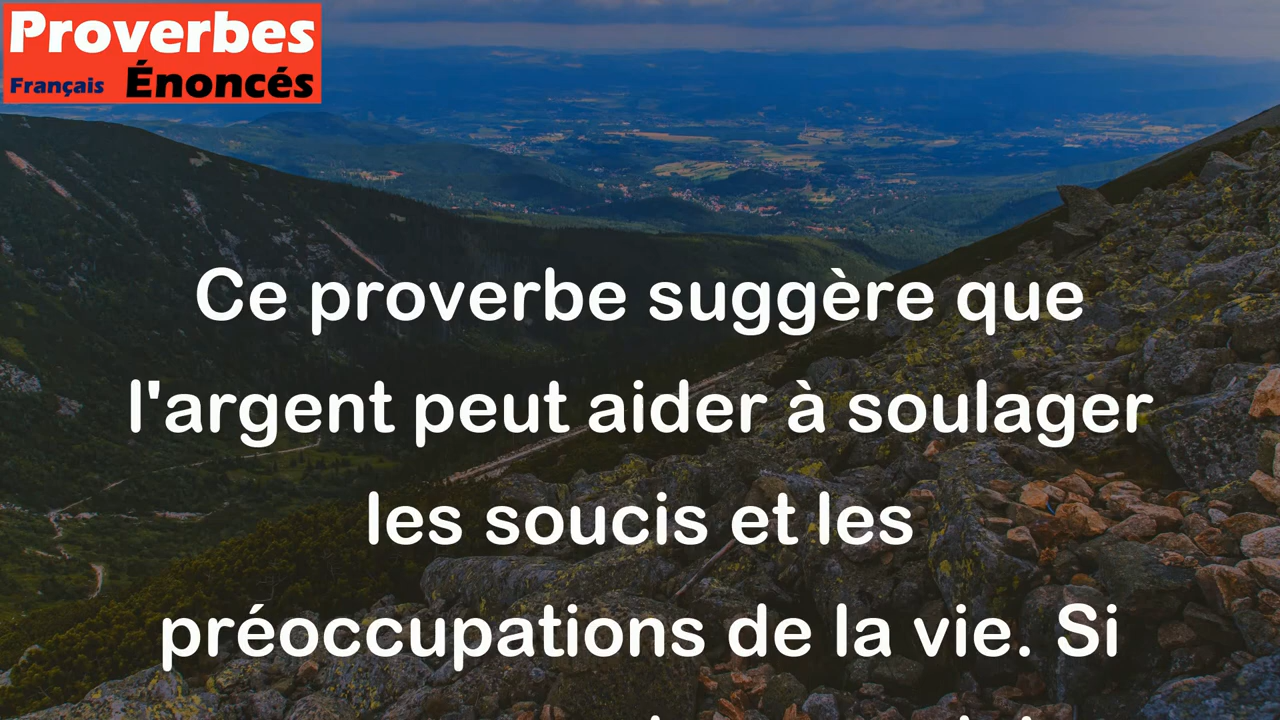 Proverbes
Français Énoncés
Ce proverbe suggère que
l'argent peut aider à soulager
les soucis et les
préoccupations de la vie. Si